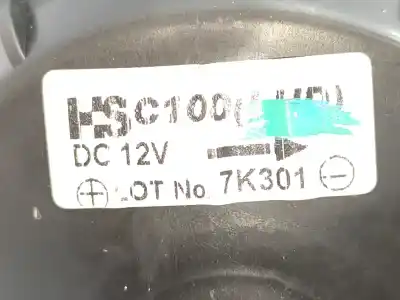 HSC100(
DC 12V
LOT No. 7K301